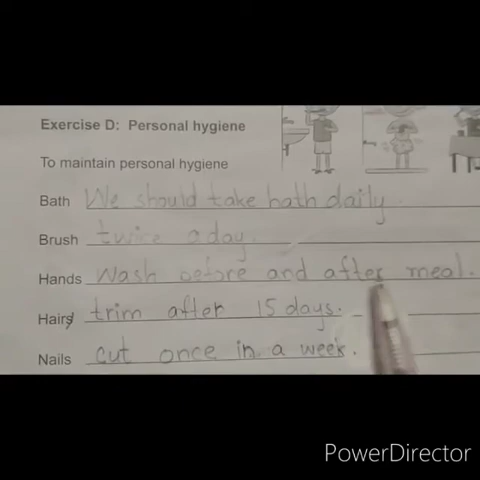 Exercise D: Personal hygiene
To maintain personal hygiene
Bath We should take bath daily
Brush twice a day.
Hands wash before and after meal.
Hairs trim after 15 days.
Nails cut once in a week.
PowerDirector